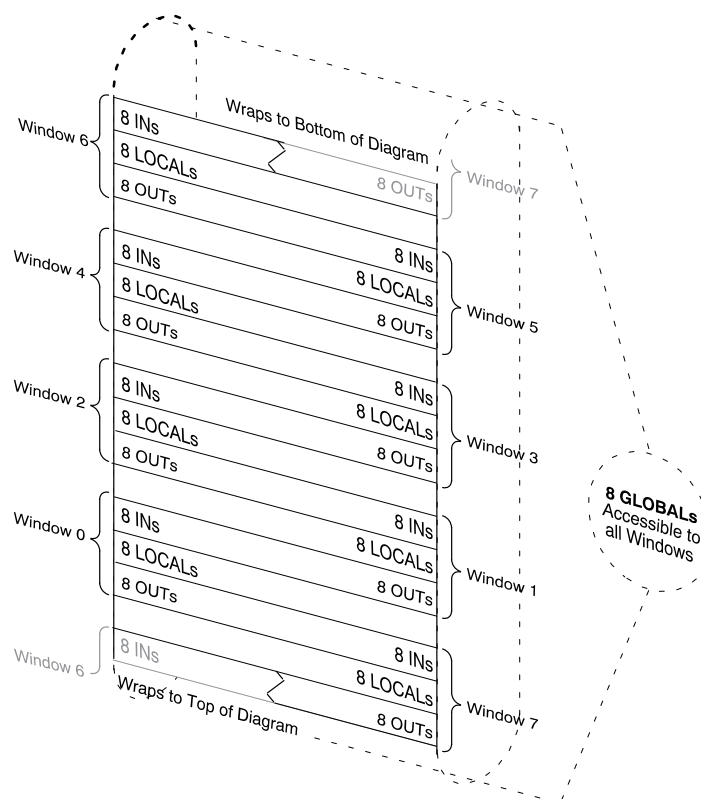 Wraps to Bottom of Diagram
Window 6
8 INs
8 LOCALs
8 OUTs
8 OUTs
Window 7
8 INs
8 LOCALs
8 OUTs
Window 5
Window 4
8 INs
8 LOCALs
8 OUTs
8 INs
8 LOCALs
8 OUTs
Window 3
Window 2
8 INs
8 LOCALs
8 OUTs
8 INs
8 LOCALs
8 OUTs
Window 1
Window 0
8 INs
8 LOCALs
8 OUTs
8 INs
8 LOCALs
8 OUTs
Window 7
Window 6
8 INs
Wraps to Top of Diagram
8 GLOBALs
Accessible to
all Windows